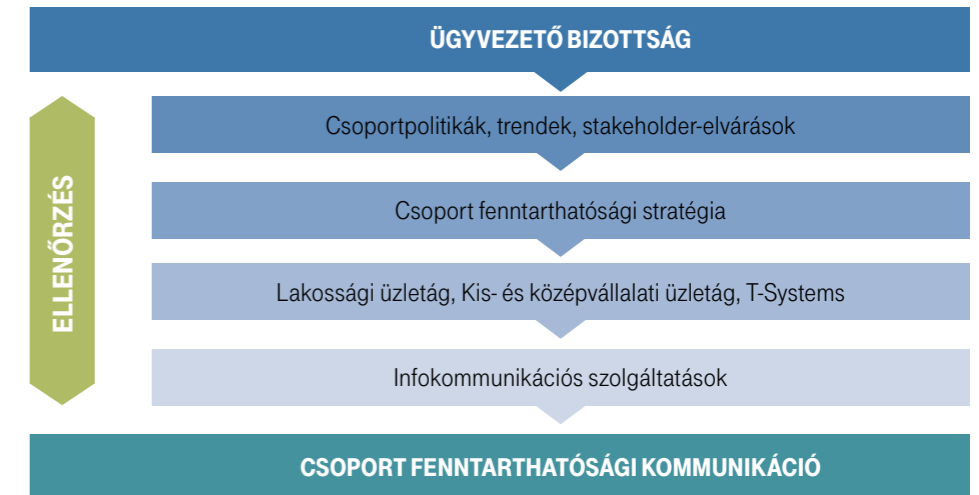 ÜGYVEZETŐ BIZOTTSÁG
ELLENŐRZÉS
Csoportpolitikák, trendek, stakeholder-elvárások
Csoport fenntarthatósági stratégia
Lakossági üzletág, Kis- és középvállalati üzletág, T-Systems
Infokommunikációs szolgáltatások
CSOPORT FENNTARTHATÓSÁGI KOMMUNIKÁCIÓ